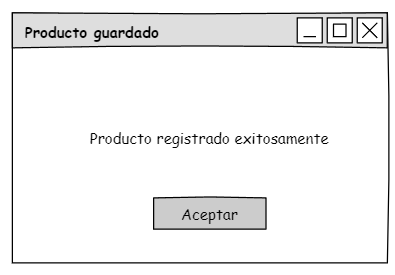 Producto guardado
Producto registrado exitosamente
Aceptar